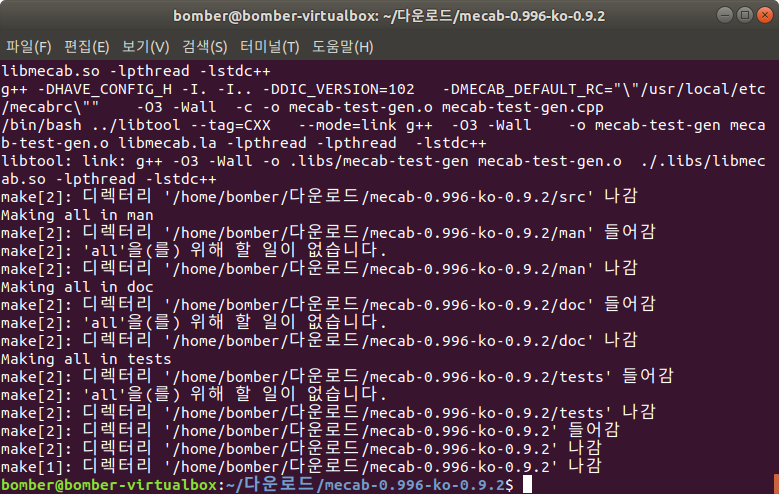 bomber@bomber-virtualbox: ~/다운로드/mecab-0.996-ko-0.9.2
파일(F) 편집(E) 보기(V) 검색(S) 터미널(T) 도움말(H)
libmecab.so -lpthread -lstdc++
g++ -DHAVE_CONFIG_H -I. -I.. -DDIC_VERSION=102   -DMECAB_DEFAULT_RC="\"/usr/local/etc
/mecabrc\""    -O3 -Wall  -c -o mecab-test-gen.o mecab-test-gen.cpp
/bin/bash ../libtool --tag=CXX   --mode=link g++  -O3 -Wall    -o mecab-test-gen meca
b-test-gen.o libmecab.la -lpthread -lpthread  -lstdc++
libtool: link: g++ -O3 -Wall -o .libs/mecab-test-gen mecab-test-gen.o  ./.libs/libmec
ab.so -lpthread -lstdc++
make[2]: 디렉터리 '/home/bomber/다운로드/mecab-0.996-ko-0.9.2/src' 나감
Making all in man
make[2]: 디렉터리 '/home/bomber/다운로드/mecab-0.996-ko-0.9.2/man' 들어감
make[2]: 'all'을(를) 위해 할 일이 없습니다.
make[2]: 디렉터리 '/home/bomber/다운로드/mecab-0.996-ko-0.9.2/man' 나감
Making all in doc
make[2]: 디렉터리 '/home/bomber/다운로드/mecab-0.996-ko-0.9.2/doc' 들어감
make[2]: 'all'을(를) 위해 할 일이 없습니다.
make[2]: 디렉터리 '/home/bomber/다운로드/mecab-0.996-ko-0.9.2/doc' 나감
Making all in tests
make[2]: 디렉터리 '/home/bomber/다운로드/mecab-0.996-ko-0.9.2/tests' 들어감
make[2]: 'all'을(를) 위해 할 일이 없습니다.
make[2]: 디렉터리 '/home/bomber/다운로드/mecab-0.996-ko-0.9.2/tests' 나감
make[2]: 디렉터리 '/home/bomber/다운로드/mecab-0.996-ko-0.9.2' 들어감
make[2]: 디렉터리 '/home/bomber/다운로드/mecab-0.996-ko-0.9.2' 나감
make[1]: 디렉터리 '/home/bomber/다운로드/mecab-0.996-ko-0.9.2' 나감
bomber@bomber-virtualbox:~/다운로드/mecab-0.996-ko-0.9.2$